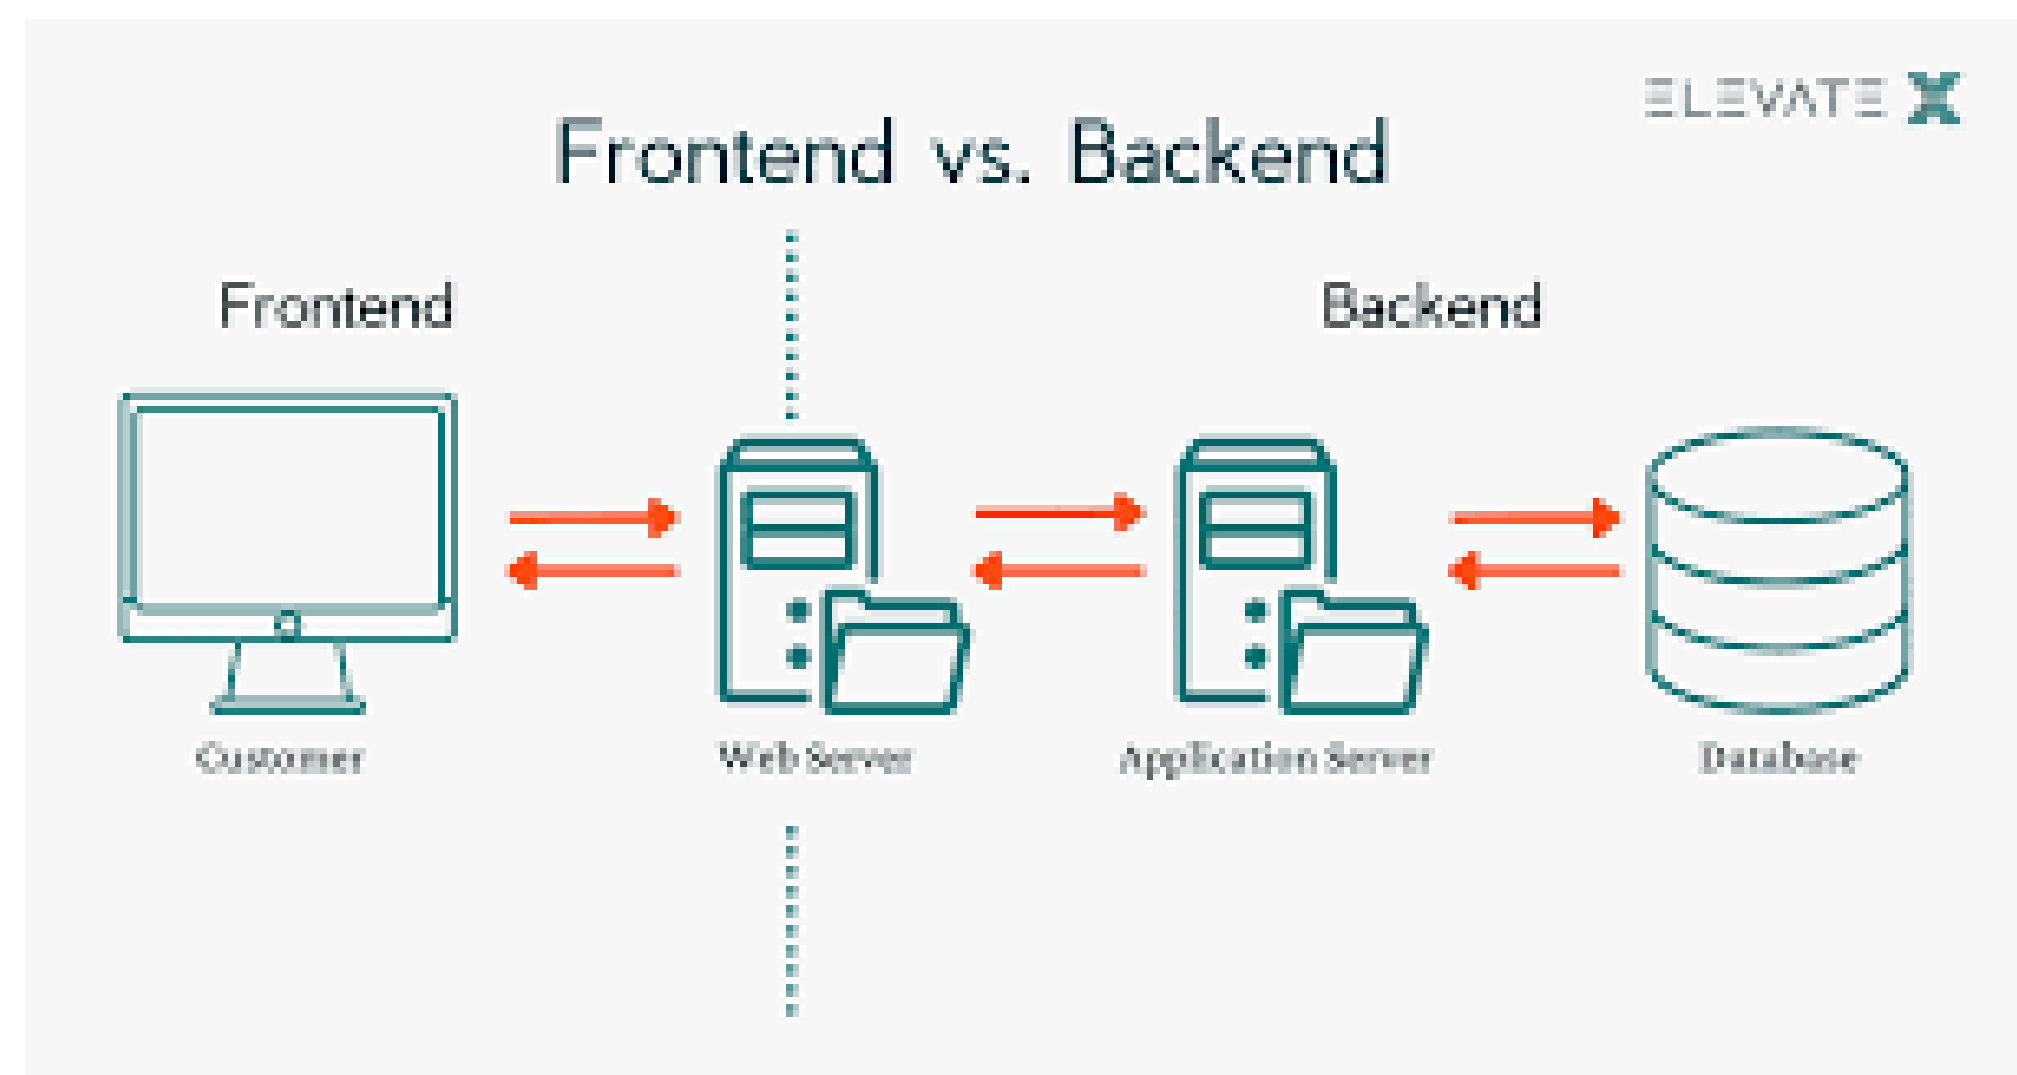 ELEVATE X
Frontend vs. Backend
Frontend
Backend
Customer
Web Server
Application Server
Database